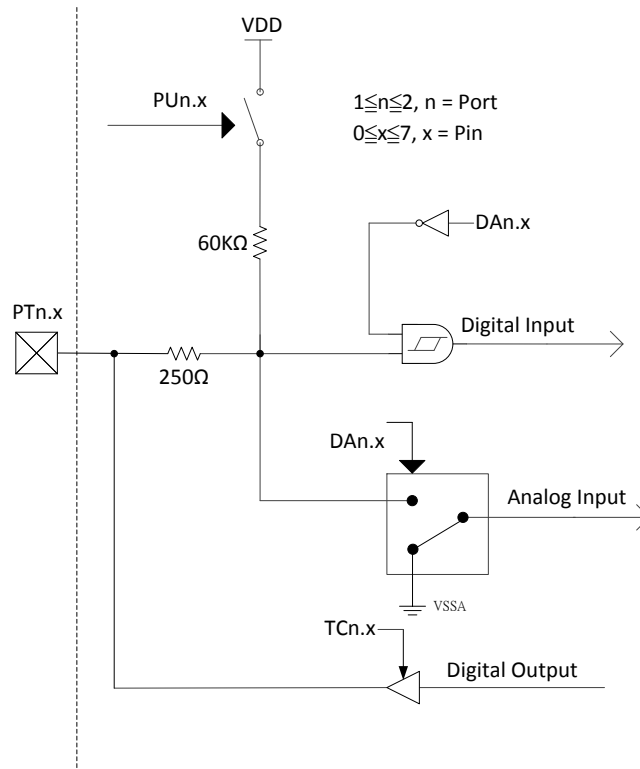 VDD
PUn.x
1≦n≦2, n = Port
0≦x≦7, x = Pin
60KΩ
DAn.x
PTn.x
Digital Input
250Ω
DAn.x
Analog Input
VSSA
TCn.x
Digital Output